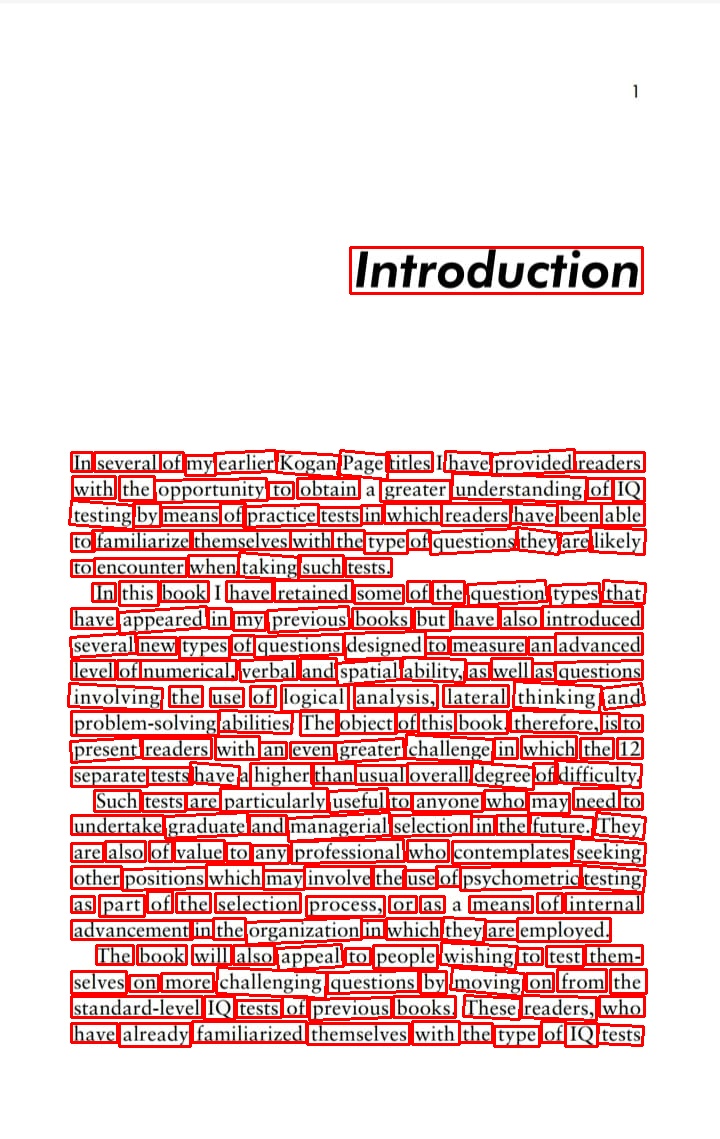 1
Introduction
In several of my earlier Kogan Page titles I have provided readers
with the opportunity to obtain a greater understanding of IQ
testing by means of practice tests in which readers have been able
to familiarize themselves with the type of questions they are likely
to encounter when taking such tests.
In this book I have retained some of the question types that
have appeared in my previous books but have also introduced
several new types of questions designed to measure an advanced
level of numerical, verbal and spatial ability, as well as questions
involving the use of logical analysis, lateral thinking and
problem-solving abilities. The object of this book, therefore, is to
present readers with an even greater challenge in which the 12
separate tests have a higher than usual overall degree of difficulty.
Such tests are particularly useful to anyone who may need to
undertake graduate and managerial selection in the future. They
are also of value to any professional who contemplates seeking
other positions which may involve the use of psychometric testing
as part of the selection process, or as a means of internal
advancement in the organization in which they are employed.
The book will also appeal to people wishing to test them-
selves on more challenging questions by moving on from the
standard-level IQ tests of previous books. These readers, who
have already familiarized themselves with the type of IQ tests